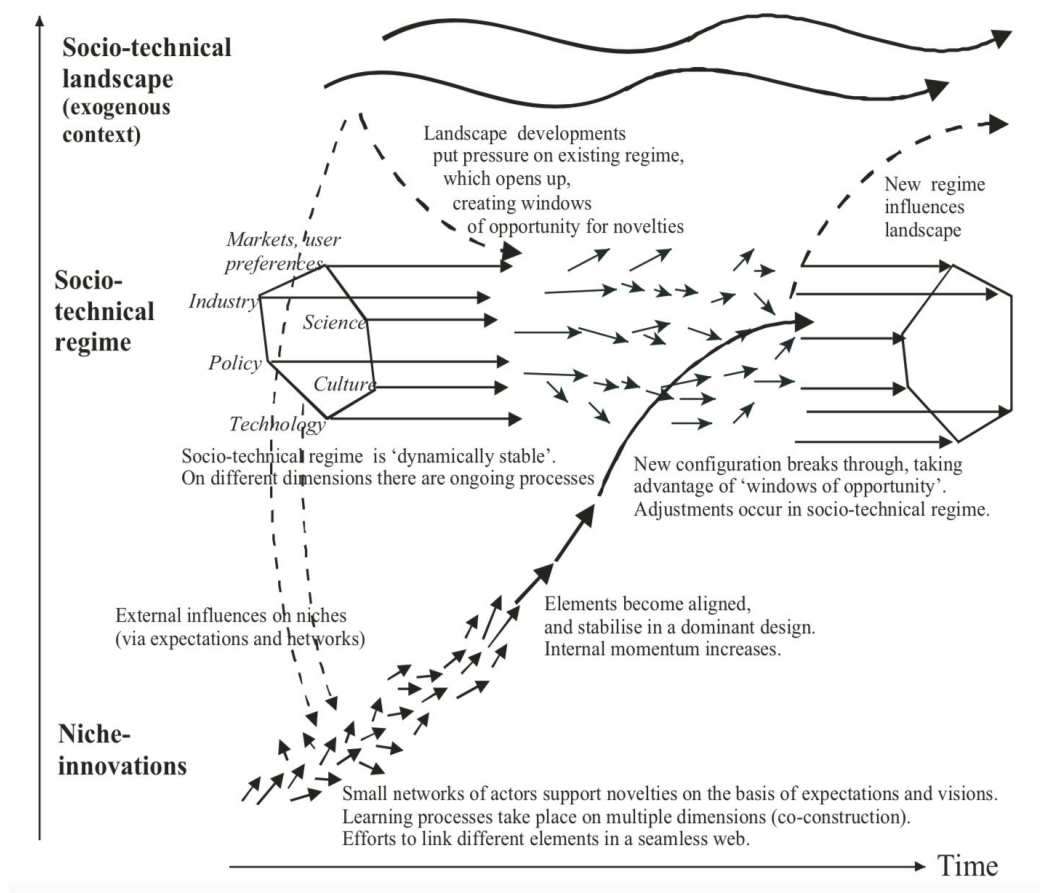 Socio-technical
landscape
(exogenous
context)
Landscape developments
put pressure on existing regime,
which opens up,
creating windows
of opportunity for novelties
New regime
influences
landscape
Socio-
technical
regime
Markets, user
preferences
Industry
Science
Policy
Culture
Technology
Socio-technical regime is ‘dynamically stable’.
On different dimensions there are ongoing processes
New configuration breaks through, taking
advantage of ‘windows of opportunity’.
Adjustments occur in socio-technical regime.
External influences on niches
(via expectations and networks)
Elements become aligned,
and stabilise in a dominant design.
Internal momentum increases.
Niche-
innovations
Small networks of actors support novelties on the basis of expectations and visions.
Learning processes take place on multiple dimensions (co-construction).
Efforts to link different elements in a seamless web.
Time